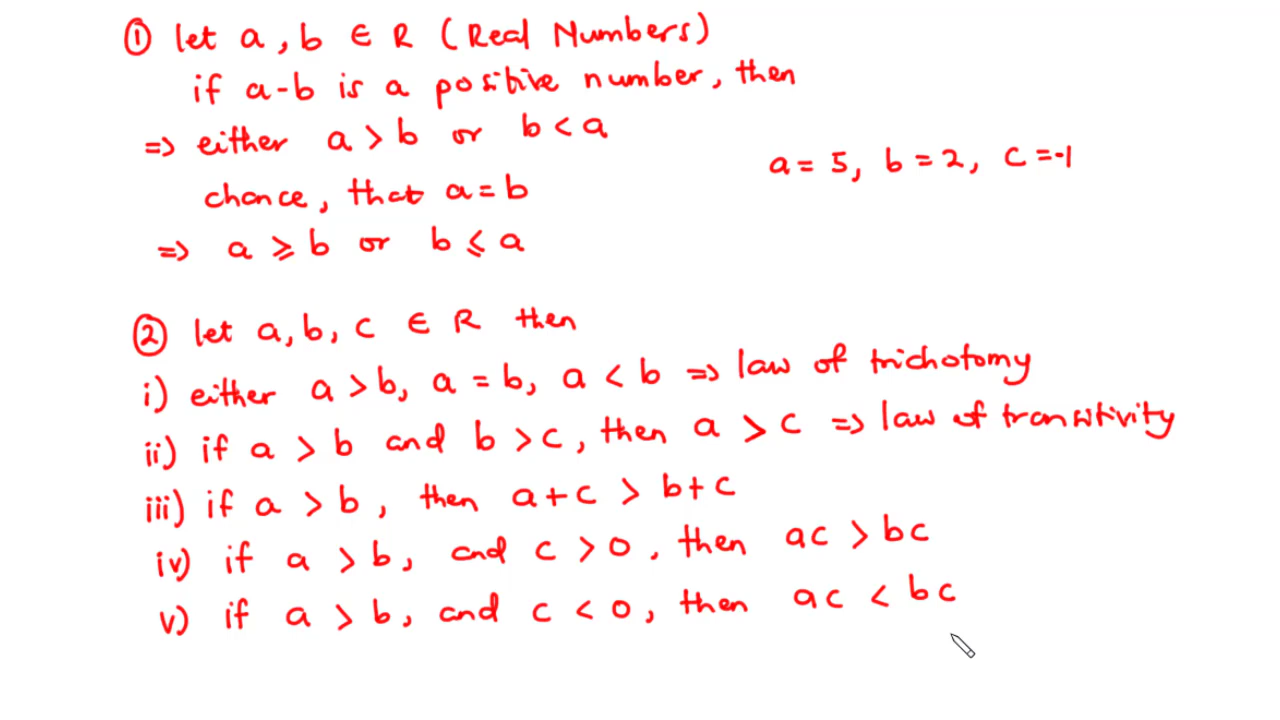 ① let a, b ∈ R (Real Numbers)
if a-b is a positive number, then
=> either a > b or b < a
a = 5, b = 2, c = -1
chance, that a = b
=> a ⩾ b or b ⩽ a
② let a, b, c ∈ R then
i) either a > b, a = b, a < b => law of trichotomy
ii) if a > b and b > c, then a > c => law of transitivity
iii) if a > b, then a + c > b + c
iv) if a > b, and c > 0, then ac > bc
v) if a > b, and c < 0, then ac < bc